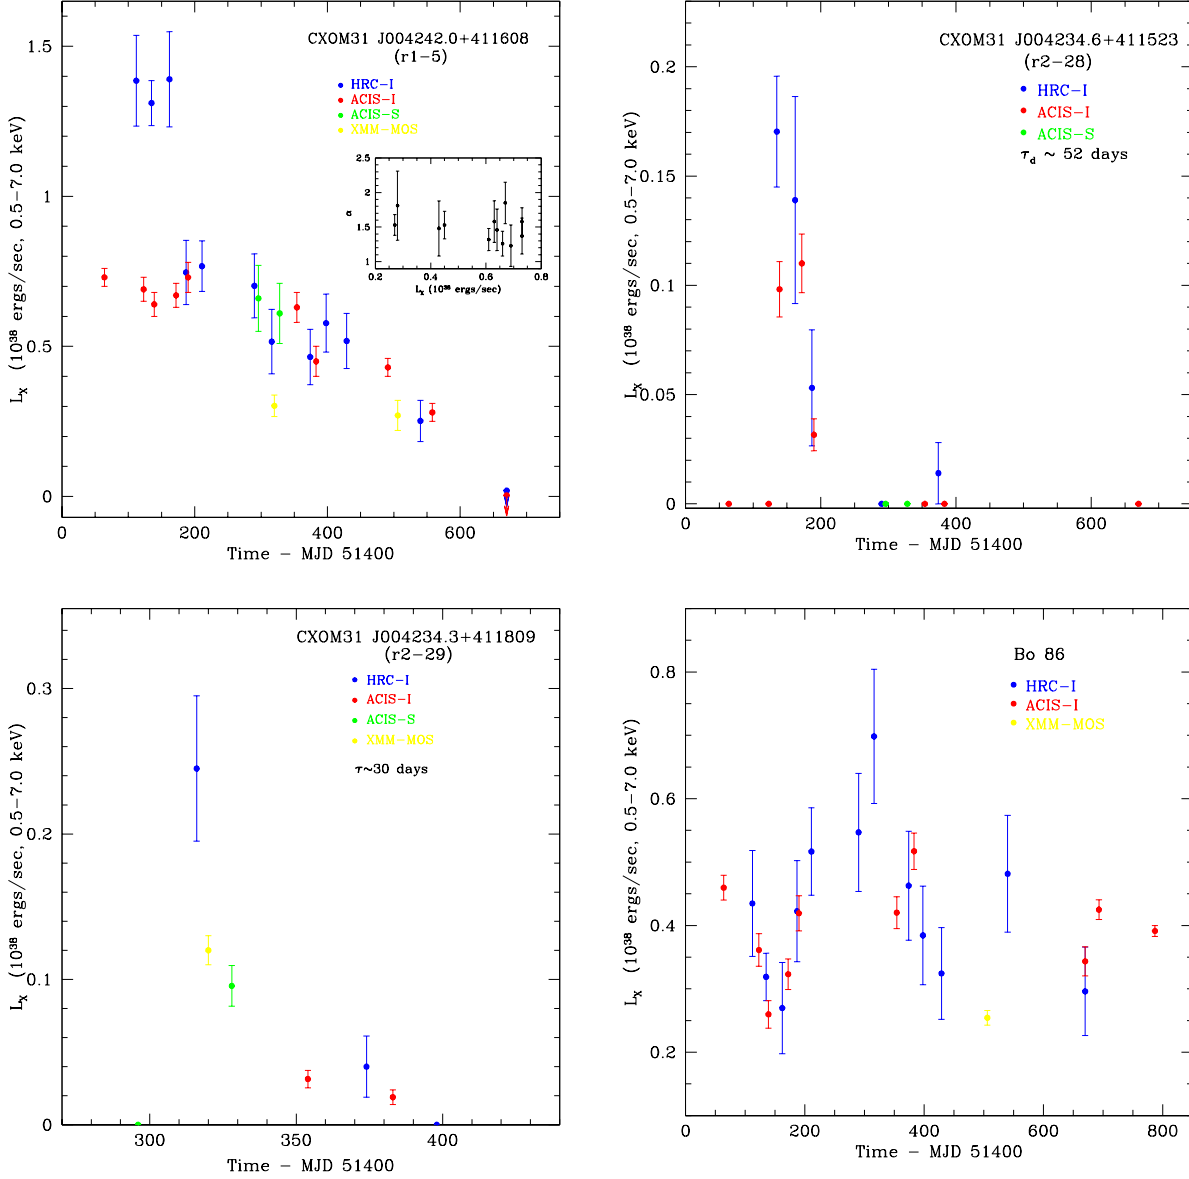 CXOM31 J004242.0+411608
(r1−5)
HRC−I
ACIS−I
ACIS−S
XMM−MOS
1.5
1
0.5
0
L_X (10^38 ergs/sec, 0.5−7.0 keV)
2.5
2
1.5
1
α
0.2 0.4 0.6 0.8
L_X (10^38 ergs/sec)
0 200 400 600
Time − MJD 51400
CXOM31 J004234.6+411523
(r2−28)
HRC−I
ACIS−I
ACIS−S
τ_d ~ 52 days
0.2
0.15
0.1
0.05
0
L_X (10^38 ergs/sec, 0.5−7.0 keV)
0 200 400 600
Time − MJD 51400
CXOM31 J004234.3+411809
(r2−29)
HRC−I
ACIS−I
ACIS−S
XMM−MOS
τ~30 days
0.3
0.2
0.1
0
L_X (10^38 ergs/sec, 0.5−7.0 keV)
300 350 400
Time − MJD 51400
Bo 86
HRC−I
ACIS−I
XMM−MOS
0.8
0.6
0.4
0.2
L_X (10^38 ergs/sec, 0.5−7.0 keV)
0 200 400 600 800
Time − MJD 51400